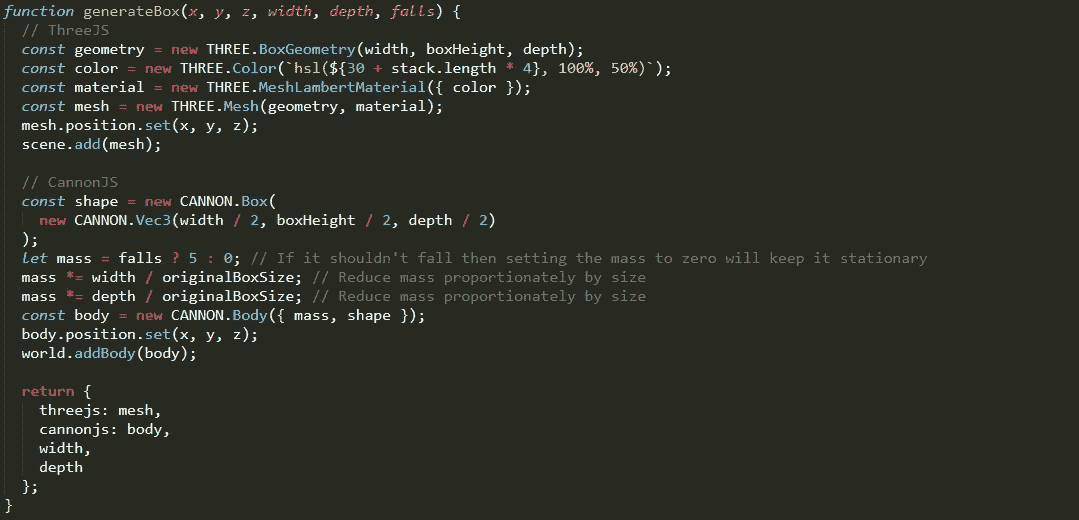 function generateBox(x, y, z, width, depth, falls) {
  // ThreeJS
  const geometry = new THREE.BoxGeometry(width, boxHeight, depth);
  const color = new THREE.Color(`hsl(${30 + stack.length * 4}, 100%, 50%)`);
  const material = new THREE.MeshLambertMaterial({ color });
  const mesh = new THREE.Mesh(geometry, material);
  mesh.position.set(x, y, z);
  scene.add(mesh);

  // CannonJS
  const shape = new CANNON.Box(
    new CANNON.Vec3(width / 2, boxHeight / 2, depth / 2)
  );
  let mass = falls ? 5 : 0; // If it shouldn't fall then setting the mass to zero will keep it stationary
  mass *= width / originalBoxSize; // Reduce mass proportionately by size
  mass *= depth / originalBoxSize; // Reduce mass proportionately by size
  const body = new CANNON.Body({ mass, shape });
  body.position.set(x, y, z);
  world.addBody(body);

  return {
    threejs: mesh,
    cannonjs: body,
    width,
    depth
  };
}